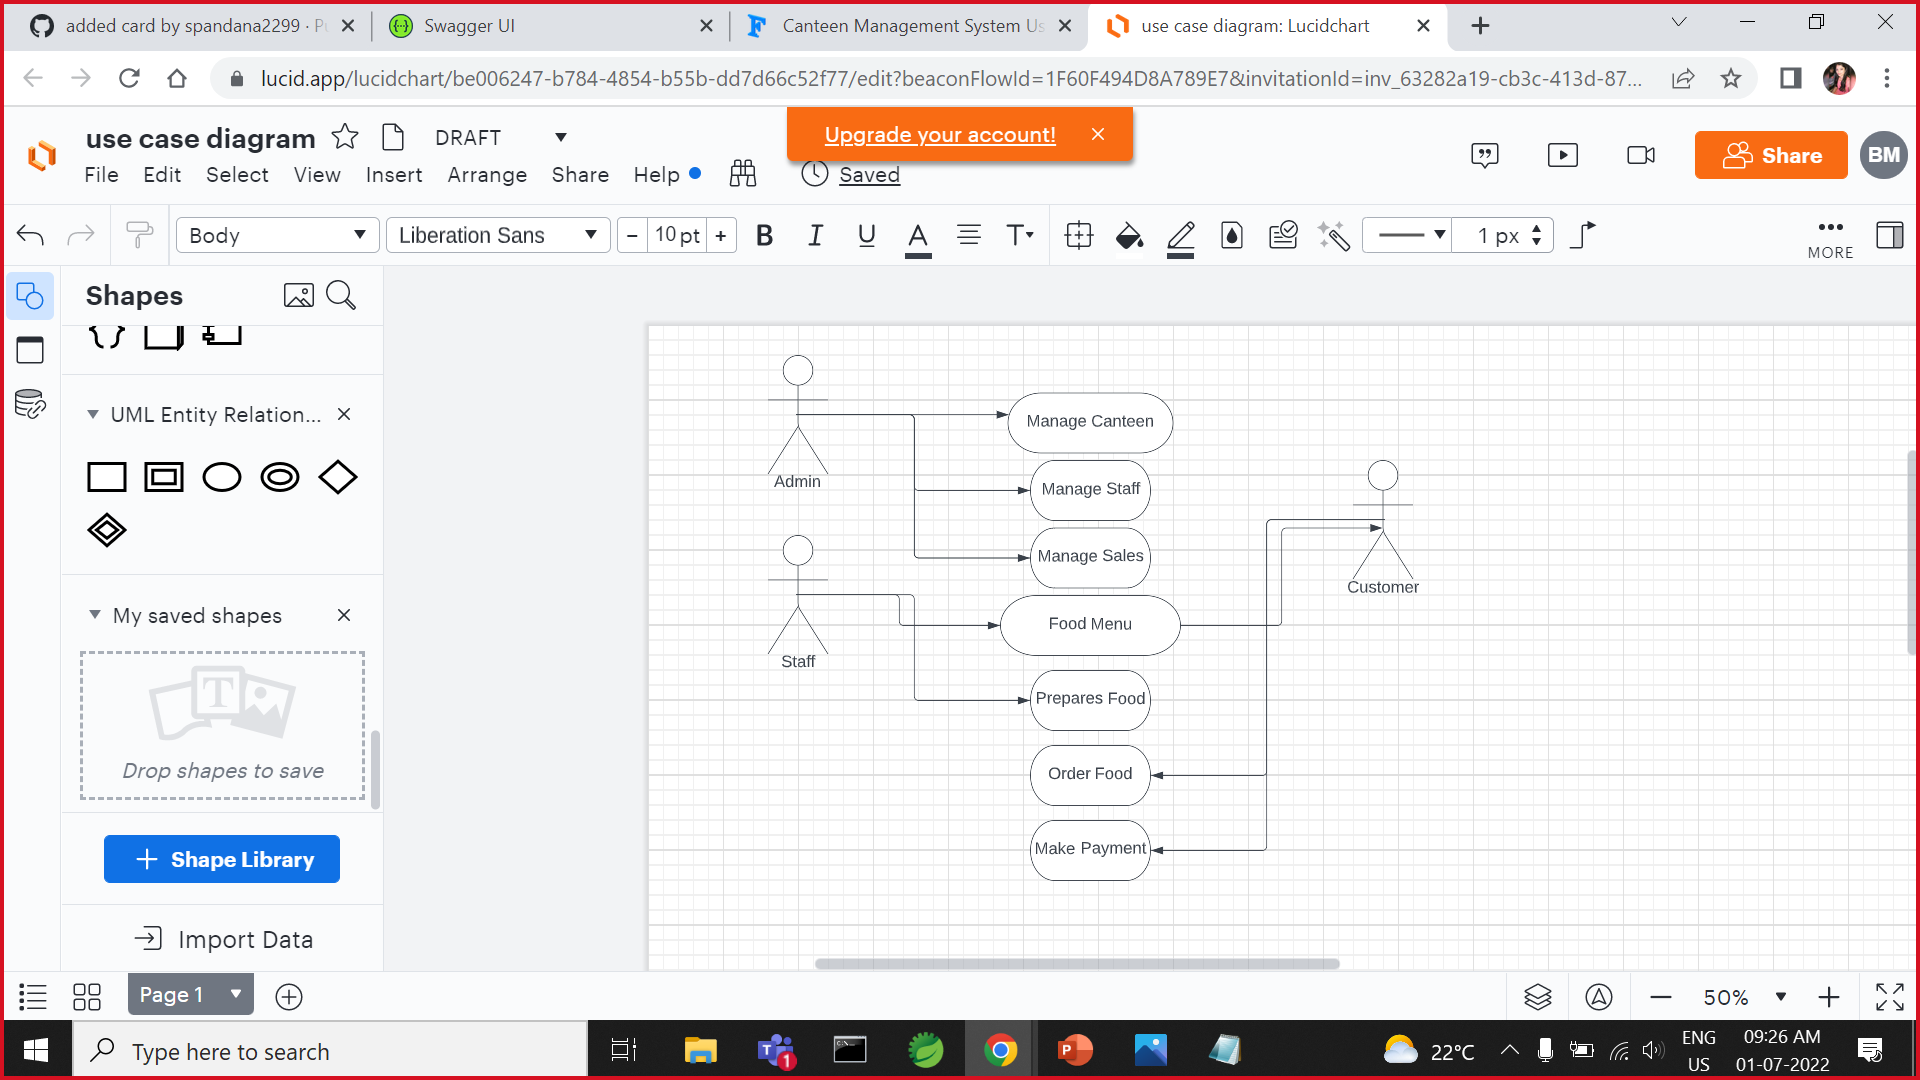 added card by spandana2299 · Pu
Swagger UI
Canteen Management System Us
use case diagram: Lucidchart
lucid.app/lucidchart/be006247-b784-4854-b55b-dd7d66c52f77/edit?beaconFlowId=1F60F494D8A789E7&invitationId=inv_63282a19-cb3c-413d-87...
use case diagram
DRAFT
Upgrade your account!
Share
BM
File Edit Select View Insert Arrange Share Help
Saved
Body
Liberation Sans
- 10 pt +
B I U A T
1 px
MORE
Shapes
UML Entity Relation...
My saved shapes
T
Drop shapes to save
+ Shape Library
Import Data
Manage Canteen
Admin
Manage Staff
Manage Sales
Customer
Food Menu
Staff
Prepares Food
Order Food
Make Payment
Page 1
50%
Type here to search
1
22°C
ENG
US
09:26 AM
01-07-2022